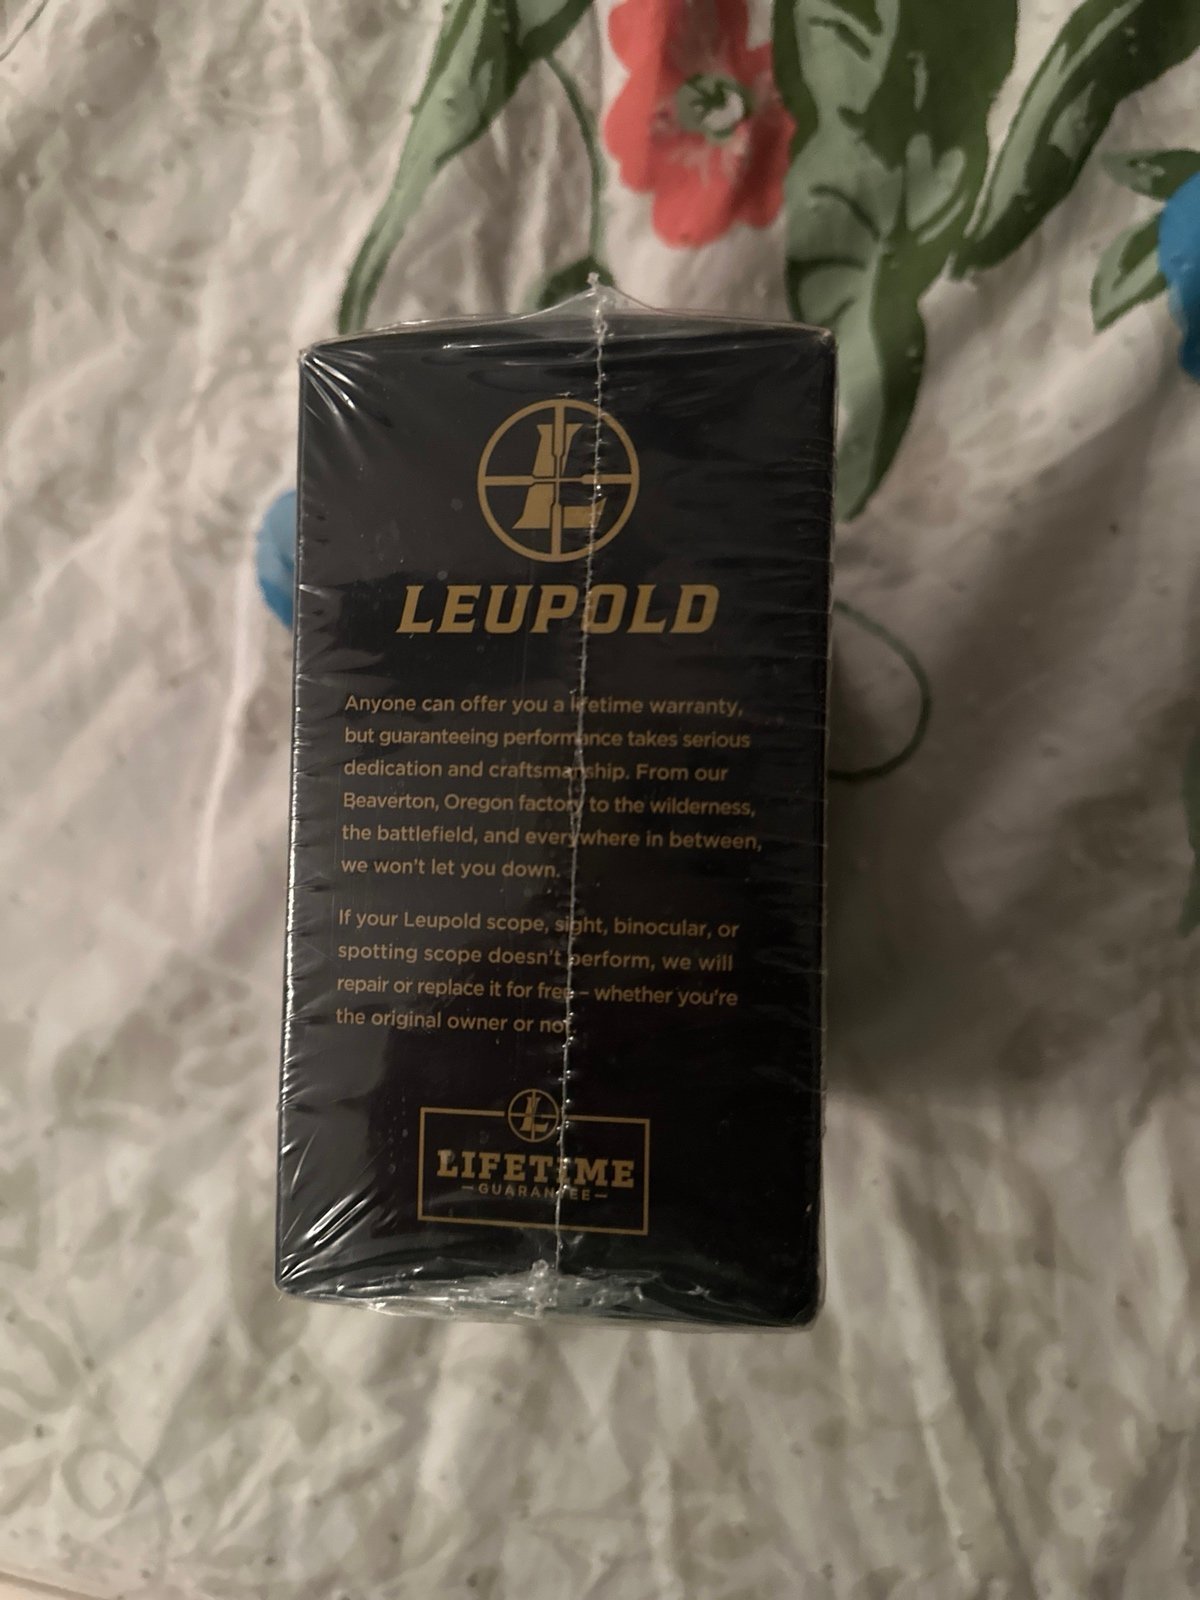 LEUPOLD
Anyone can offer you a lifetime warranty,
but guaranteeing performance takes serious
dedication and craftsmanship. From our
Beaverton, Oregon factory to the wilderness,
the battlefield, and everywhere in between,
we won't let you down.
If your Leupold scope, sight, binocular, or
spotting scope doesn't perform, we will
repair or replace it for free – whether you're
the original owner or not.
L
LIFETIME
GUARANTEE